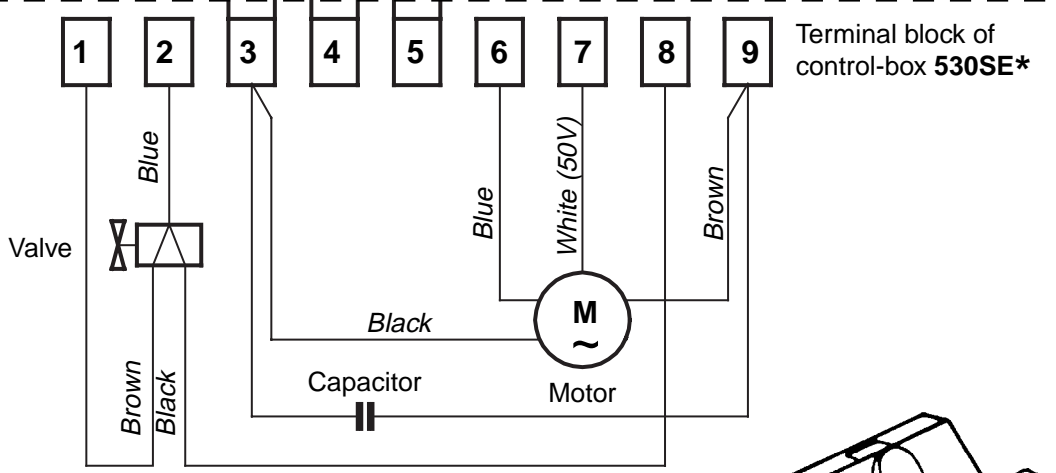 1 2 3 4 5 6 7 8 9
Terminal block of
control-box 530SE*
Blue
Blue
White (50V)
Brown
Valve
Black
M
~
Brown
Black
Capacitor
Motor